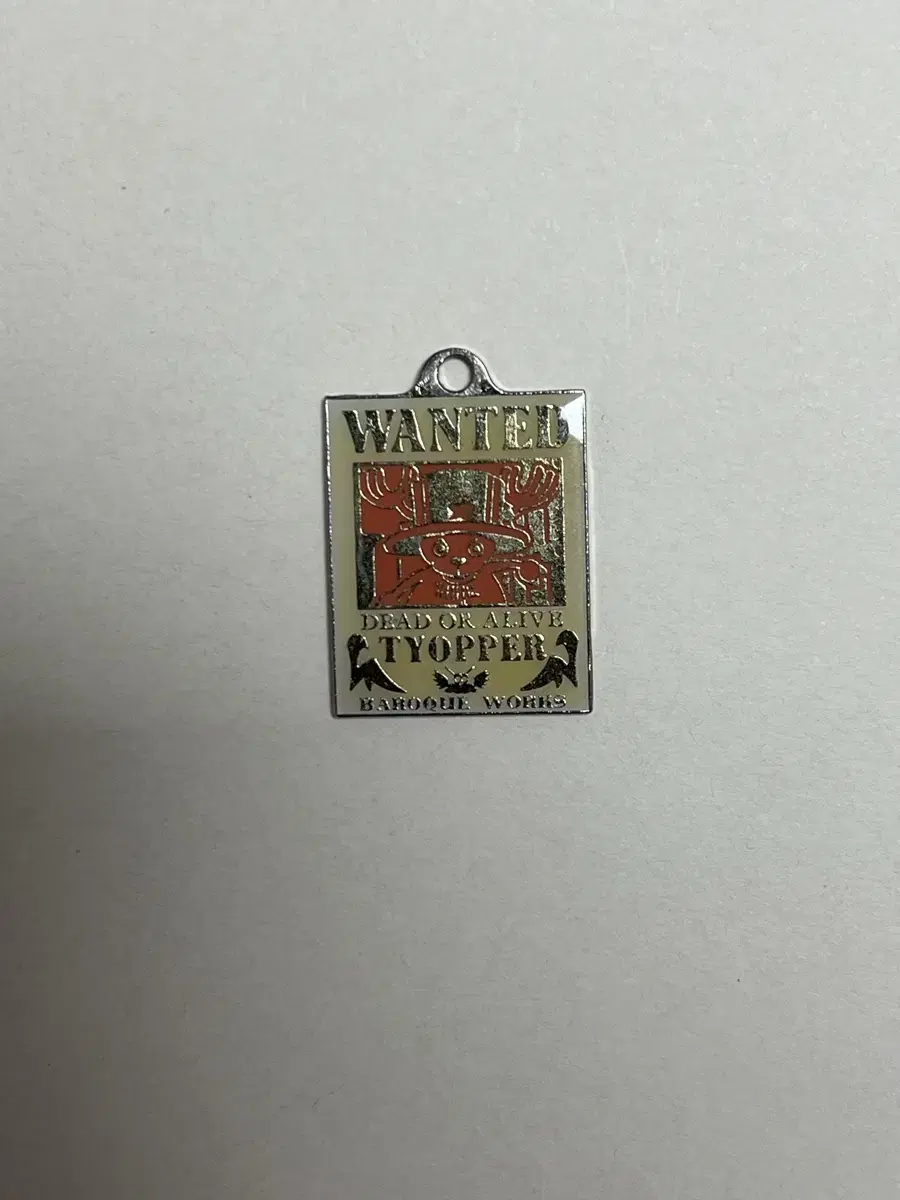 WANTED
DEAD OR ALIVE
TYOPPER
BAROQUE WORKS